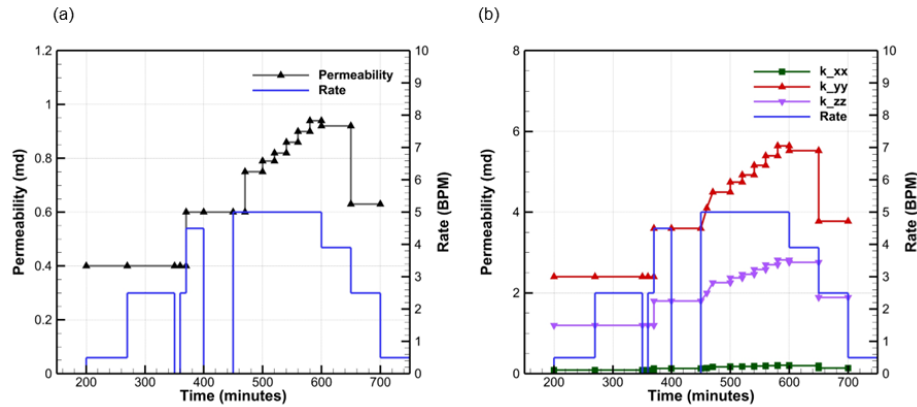 (a)
(b)
1.2
1
0.8
0.6
0.4
0.2
0
Permeability (md)
Permeability
Rate
10
9
8
7
6
5
4
3
2
1
0
Rate (BPM)
200 300 400 500 600 700
Time (minutes)
8
6
4
2
0
Permeability (md)
k_xx
k_yy
k_zz
Rate
10
9
8
7
6
5
4
3
2
1
0
Rate (BPM)
200 300 400 500 600 700
Time (minutes)